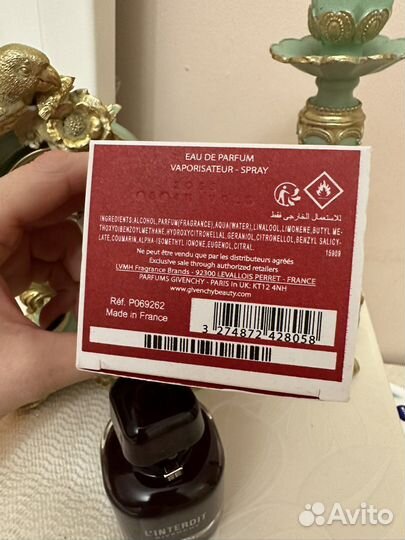 EAU DE PARFUM
VAPORISATEUR - SPRAY
للاستعمال الخارجي فقط
INGREDIENTS: ALCOHOL, PARFUM (FRAGRANCE), AQUA (WATER), LINALOOL, LIMONENE, BUTYL ME-
THOXYDIBENZOYLMETHANE, HYDROXYCITRONELLAL, GERANIOL, CITRONELLOL, BENZYL SALICY-
LATE, COUMARIN, ALPHA-ISOMETHYL IONONE, EUGENOL, CITRAL. 15909
Ne peut être vendu que par les distributeurs agréés
Exclusive sale through authorized retailers
LVMH Fragrance Brands - 92300 LEVALLOIS PERRET - FRANCE
PARFUMS GIVENCHY - PARIS In UK: KT12 4NH
www.givenchybeauty.com
Réf. P069262
Made in France
3 274872 428058
L'INTERDIT
Avito